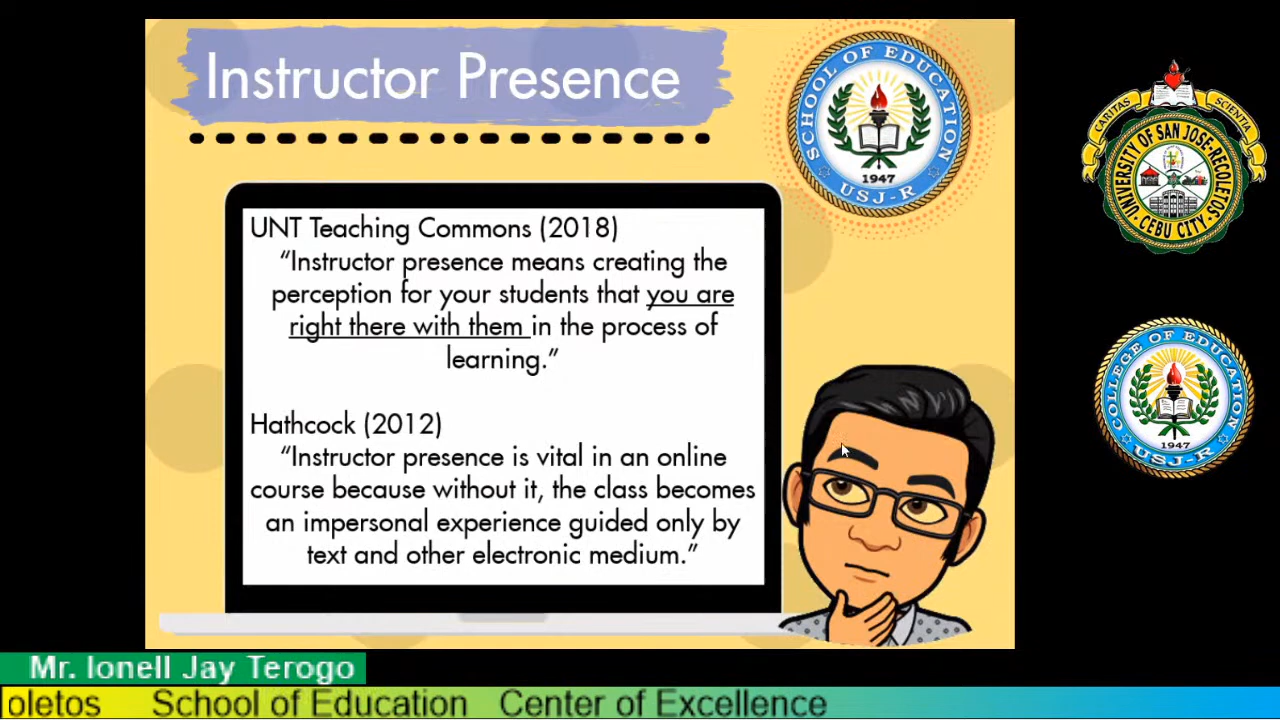 Instructor Presence
SCHOOL OF EDUCATION
1947
USJ-R
UNT Teaching Commons (2018)
“Instructor presence means creating the
perception for your students that you are
right there with them in the process of
learning.”
Hathcock (2012)
“Instructor presence is vital in an online
course because without it, the class becomes
an impersonal experience guided only by
text and other electronic medium.”
CARITAS
SCIENTIA
UNIVERSITY OF SAN JOSE-RECOLETOS
CEBU CITY
COLLEGE OF EDUCATION
1947
USJ-R
Mr. Ionell Jay Terogo
oletos School of Education Center of Excellence